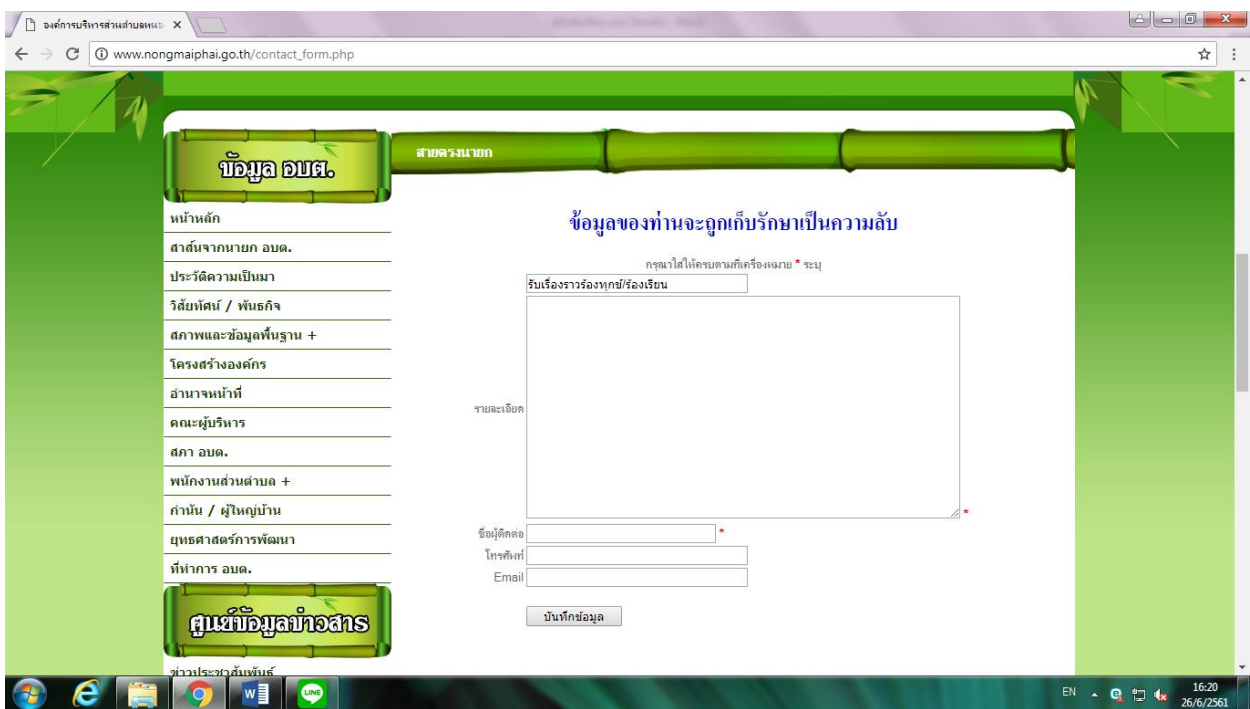 องค์การบริหารส่วนตำบลหนอ
www.nongmaiphai.go.th/contact_form.php
ข้อมูล อบต.
สายตรงนายก
หน้าหลัก
สาส์นจากนายก อบต.
ประวัติความเป็นมา
วิสัยทัศน์ / พันธกิจ
สภาพและข้อมูลพื้นฐาน +
โครงสร้างองค์กร
อำนาจหน้าที่
คณะผู้บริหาร
สภา อบต.
พนักงานส่วนตำบล +
กำนัน / ผู้ใหญ่บ้าน
ยุทธศาสตร์การพัฒนา
ที่ทำการ อบต.
ศูนย์ข้อมูลข่าวสาร
ข่าวประชาสัมพันธ์
ข้อมูลของท่านจะถูกเก็บรักษาเป็นความลับ
กรุณาใส่ให้ครบตามที่เครื่องหมาย * ระบุ
รับเรื่องราวร้องทุกข์/ร้องเรียน
รายละเอียด
*
ชื่อผู้ติดต่อ *
โทรศัพท์
Email
บันทึกข้อมูล
LINE
EN
16:20
26/6/2561